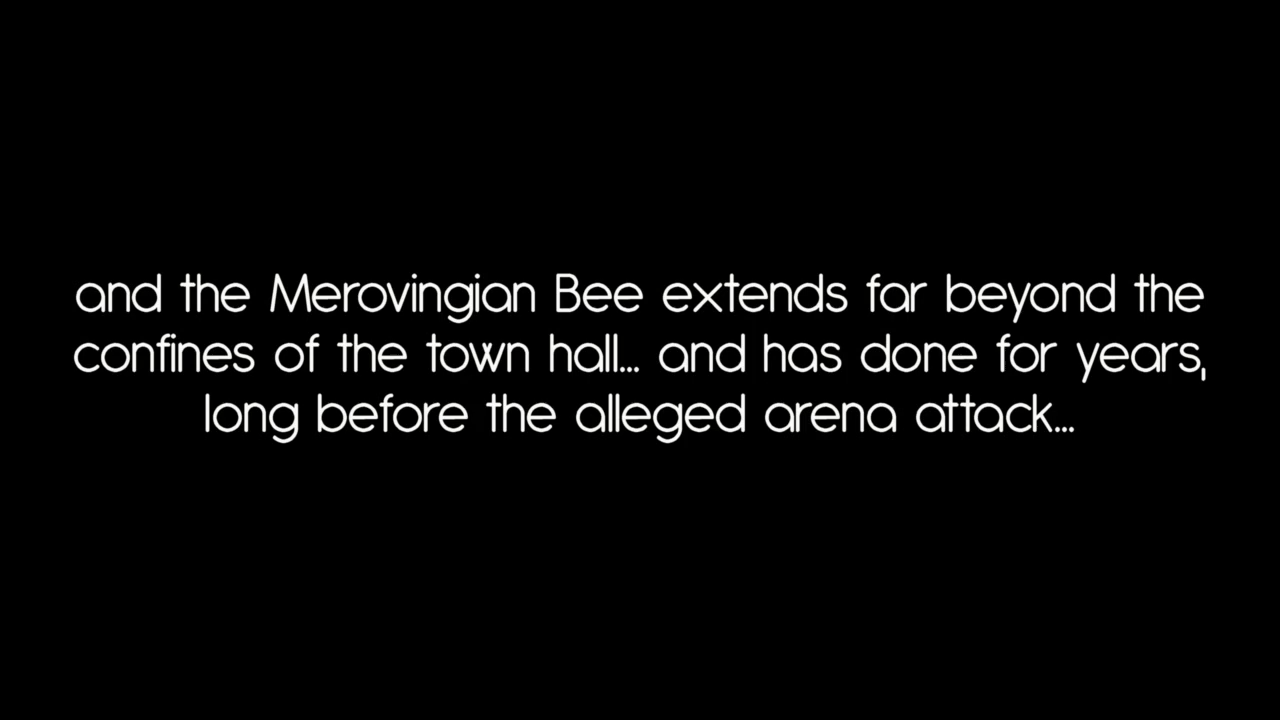 and the Merovingian Bee extends far beyond the
confines of the town hall... and has done for years,
long before the alleged arena attack...